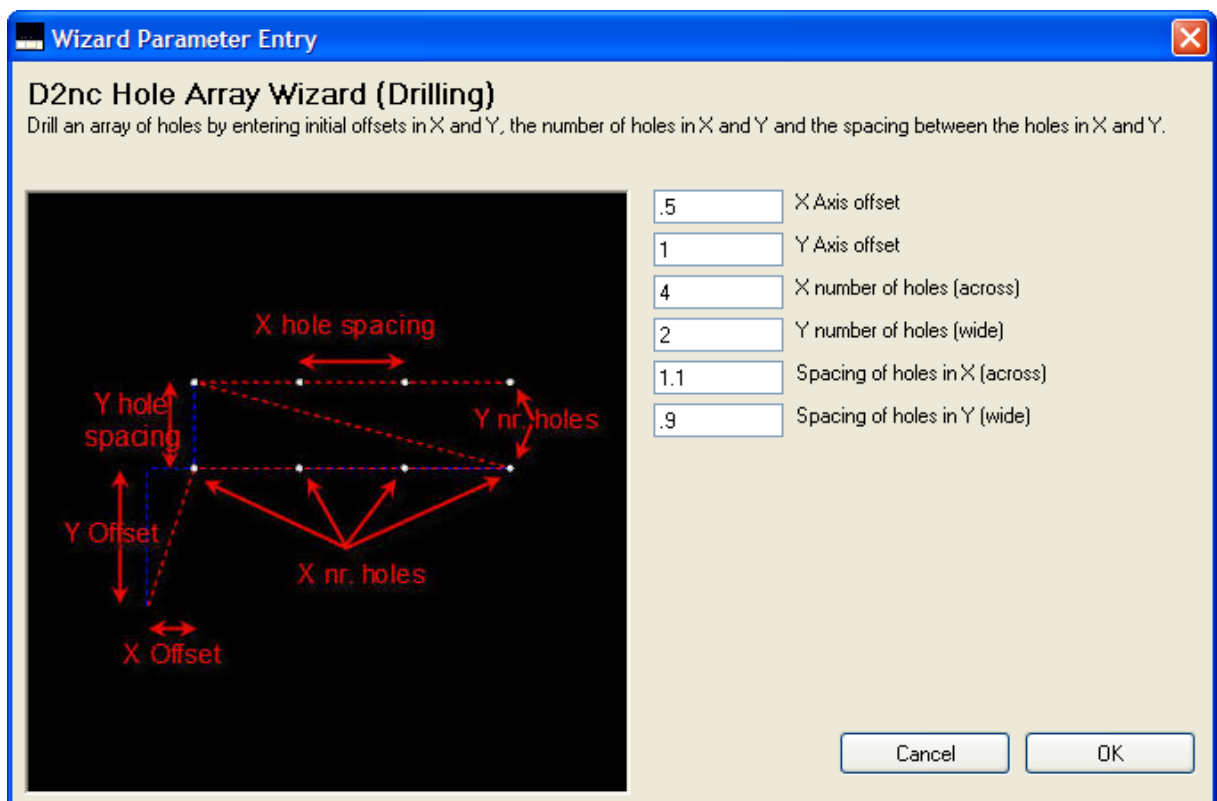 Wizard Parameter Entry
D2nc Hole Array Wizard (Drilling)
Drill an array of holes by entering initial offsets in X and Y, the number of holes in X and Y and the spacing between the holes in X and Y.
.5 X Axis offset
1 Y Axis offset
4 X number of holes (across)
2 Y number of holes (wide)
1.1 Spacing of holes in X (across)
.9 Spacing of holes in Y (wide)
X hole spacing
Y hole
spacing
Y nr. holes
Y Offset
X nr. holes
X Offset
Cancel OK